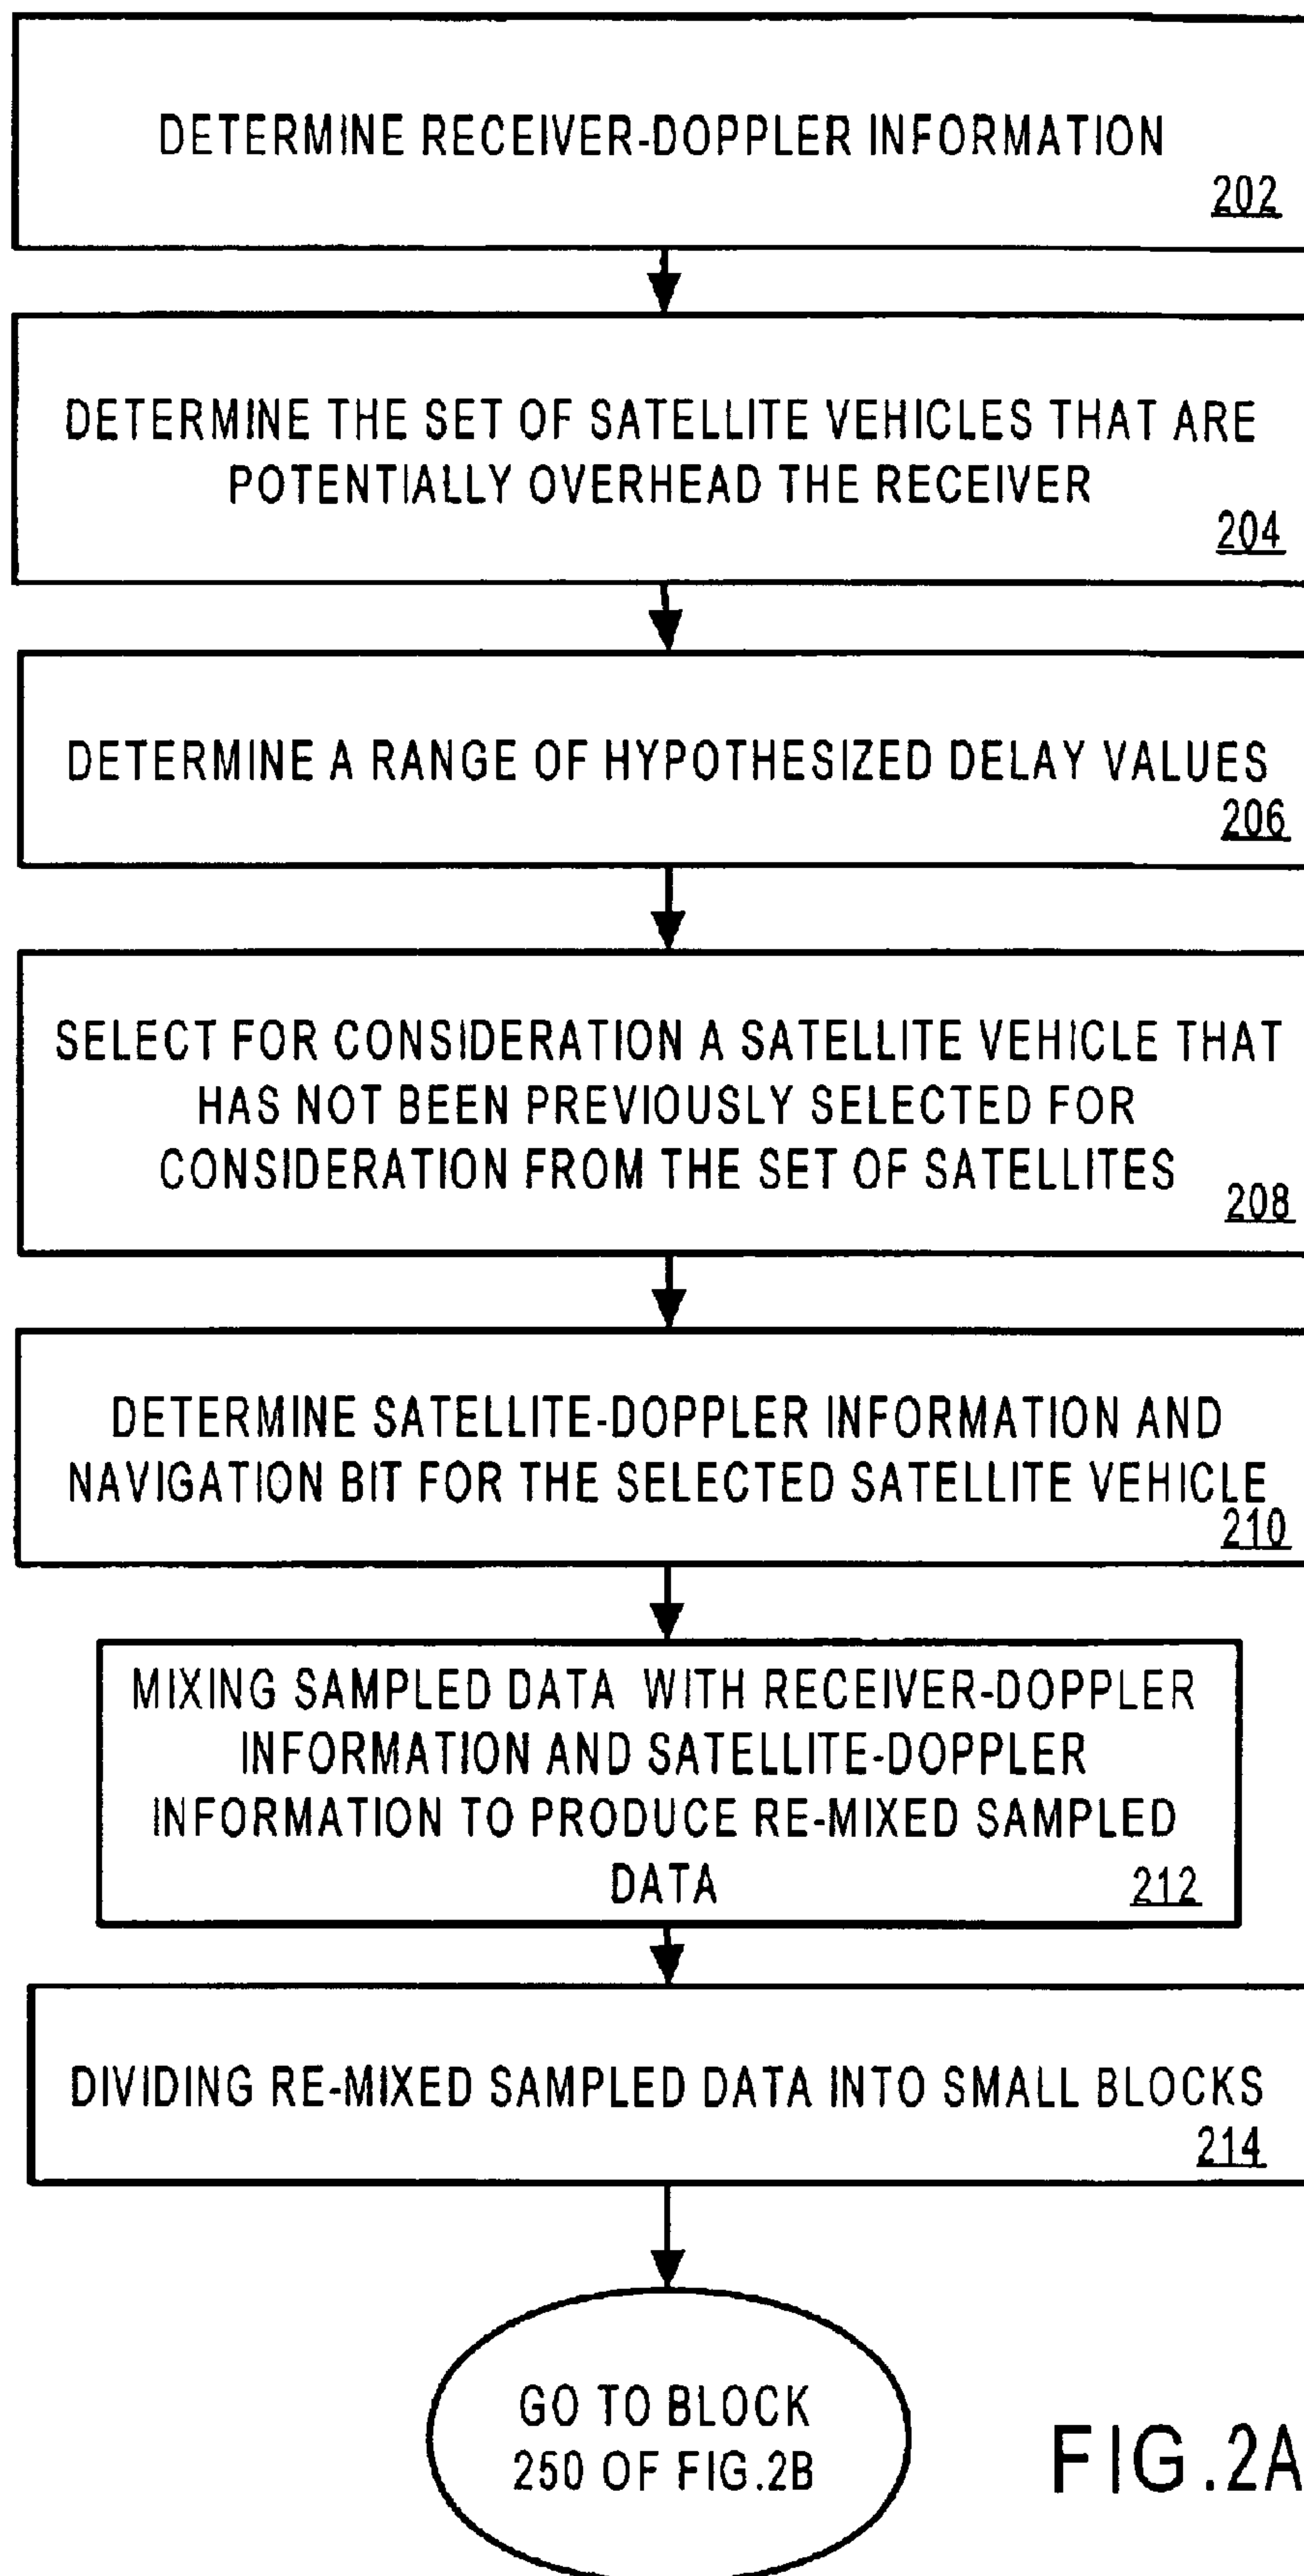 DETERMINE RECEIVER-DOPPLER INFORMATION
202
DETERMINE THE SET OF SATELLITE VEHICLES THAT ARE
POTENTIALLY OVERHEAD THE RECEIVER
204
DETERMINE A RANGE OF HYPOTHESIZED DELAY VALUES
206
SELECT FOR CONSIDERATION A SATELLITE VEHICLE THAT
HAS NOT BEEN PREVIOUSLY SELECTED FOR
CONSIDERATION FROM THE SET OF SATELLITES
208
DETERMINE SATELLITE-DOPPLER INFORMATION AND
NAVIGATION BIT FOR THE SELECTED SATELLITE VEHICLE
210
MIXING SAMPLED DATA WITH RECEIVER-DOPPLER
INFORMATION AND SATELLITE-DOPPLER
INFORMATION TO PRODUCE RE-MIXED SAMPLED
DATA 212
DIVIDING RE-MIXED SAMPLED DATA INTO SMALL BLOCKS
214
GO TO BLOCK
250 OF FIG.2B
FIG.2A